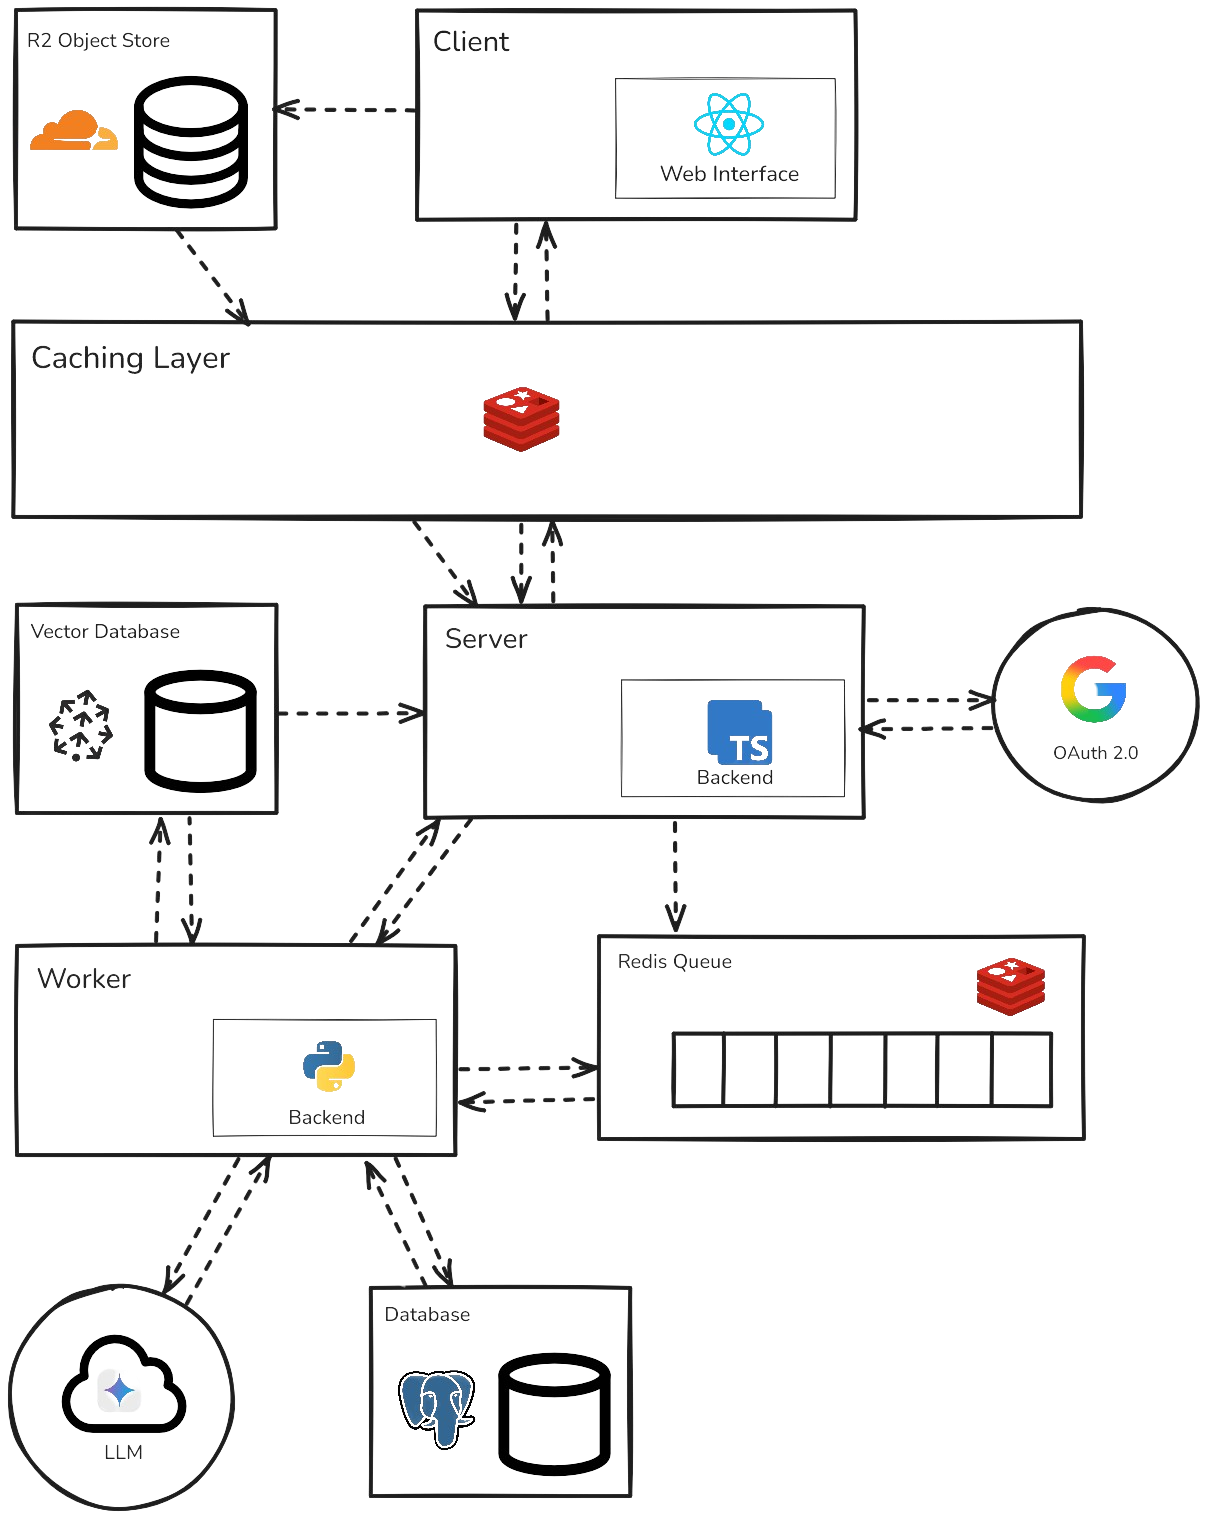 R2 Object Store
Client
Web Interface
Caching Layer
Vector Database
Server
TS
Backend
OAuth 2.0
Worker
Backend
Redis Queue
LLM
Database